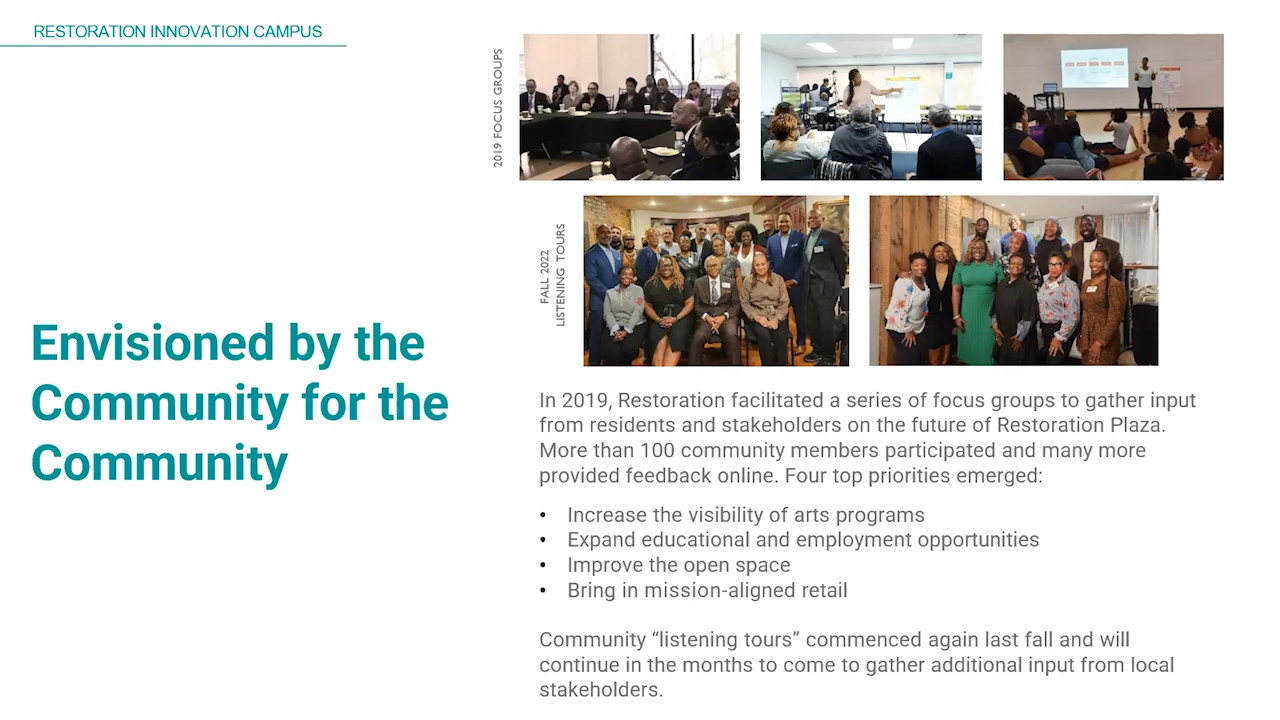 RESTORATION INNOVATION CAMPUS
2019 FOCUS GROUPS
FALL 2022
LISTENING TOURS
Envisioned by the
Community for the
Community
In 2019, Restoration facilitated a series of focus groups to gather input
from residents and stakeholders on the future of Restoration Plaza.
More than 100 community members participated and many more
provided feedback online. Four top priorities emerged:
• Increase the visibility of arts programs
• Expand educational and employment opportunities
• Improve the open space
• Bring in mission-aligned retail
Community “listening tours” commenced again last fall and will
continue in the months to come to gather additional input from local
stakeholders.